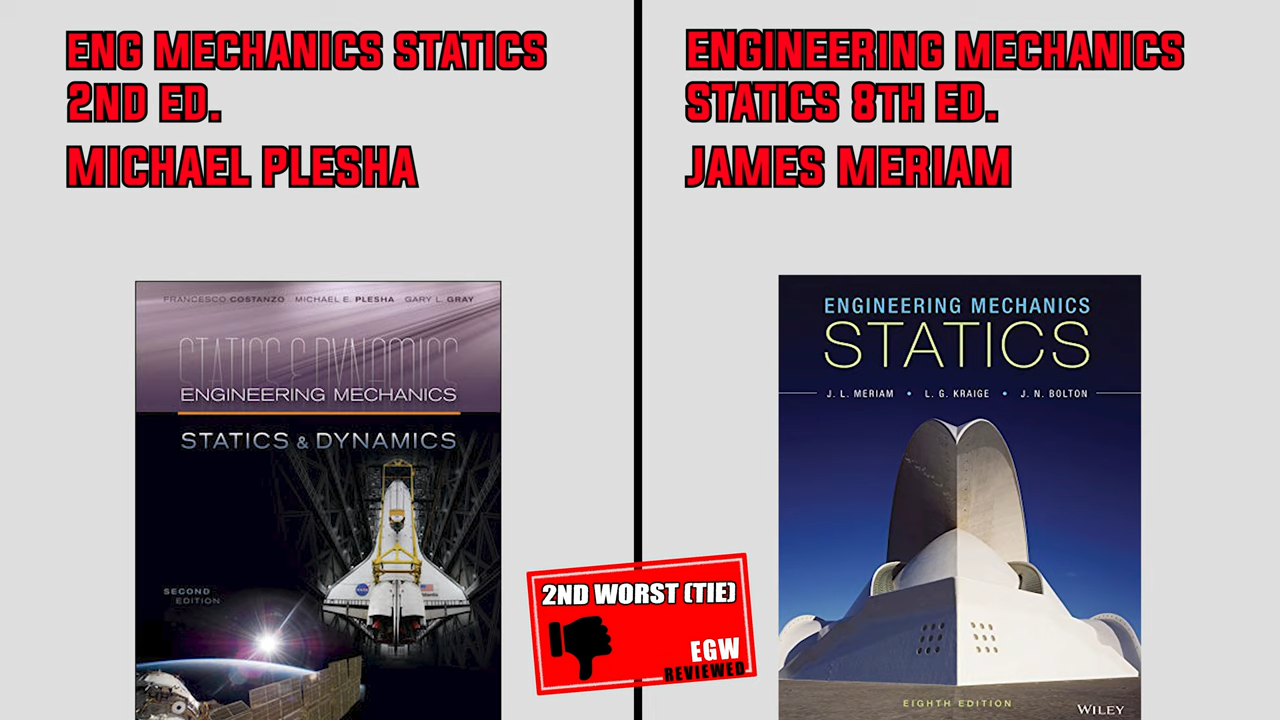 ENG MECHANICS STATICS
2ND ED.
MICHAEL PLESHA
FRANCESCO COSTANZO MICHAEL E. PLESHA GARY L. GRAY
STATICS & DYNAMICS
ENGINEERING MECHANICS
STATICS & DYNAMICS
SECOND
EDITION
Atlantis
NASA
2ND WORST (TIE)
EGW
REVIEWED
ENGINEERING MECHANICS
STATICS 8TH ED.
JAMES MERIAM
ENGINEERING MECHANICS
STATICS
J. L. MERIAM • L. G. KRAIGE • J. N. BOLTON
EIGHTH EDITION
WILEY